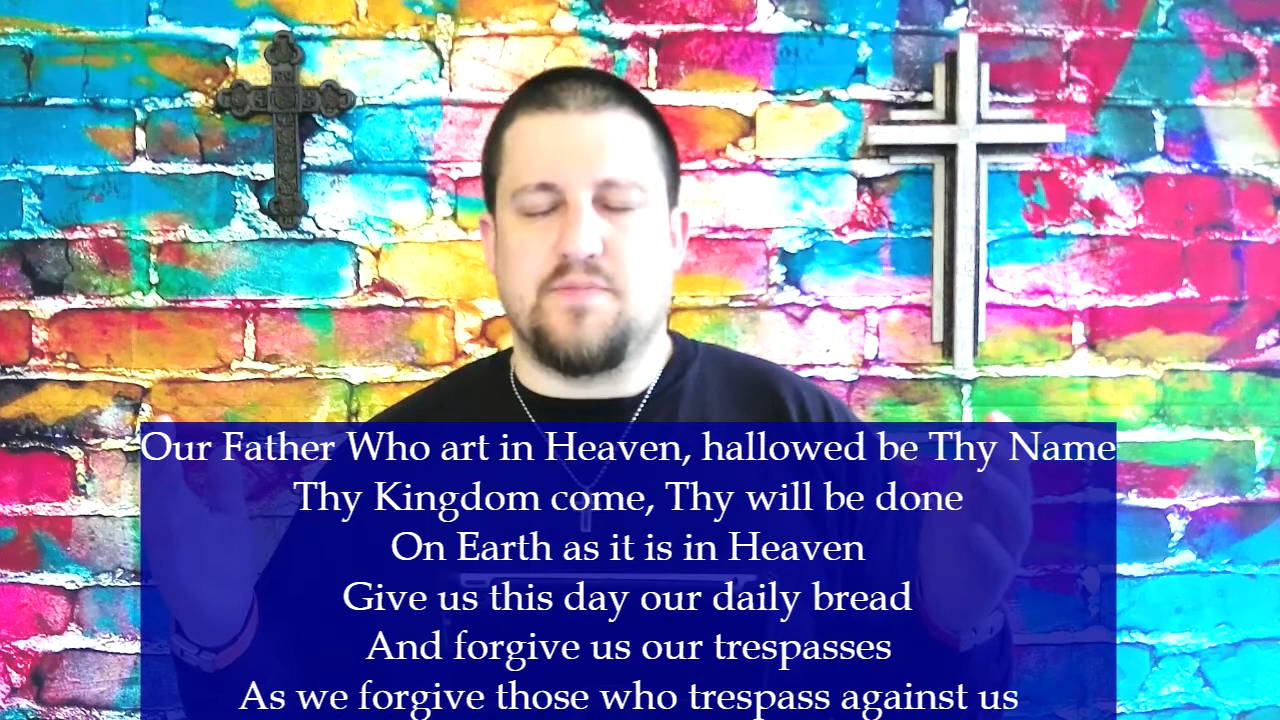 Our Father Who art in Heaven, hallowed be Thy Name
Thy Kingdom come, Thy will be done
On Earth as it is in Heaven
Give us this day our daily bread
And forgive us our trespasses
As we forgive those who trespass against us